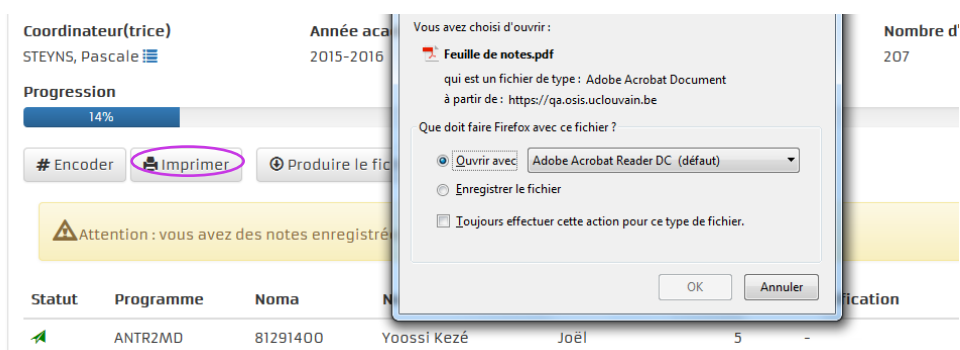 Coordinateur(trice) Année aca Nombre d'
STEYNS, Pascale 2015-2016 207
Progression
14%
# Encoder Imprimer Produire le fic
Attention : vous avez des notes enregistrée
Statut Programme Noma N fication
ANTR2MD 81291400 Yoossi Kezé Joël 5 -
Vous avez choisi d'ouvrir :
Feuille de notes.pdf
qui est un fichier de type : Adobe Acrobat Document
à partir de : https://qa.osis.uclouvain.be
Que doit faire Firefox avec ce fichier ?
Ouvrir avec Adobe Acrobat Reader DC (défaut)
Enregistrer le fichier
Toujours effectuer cette action pour ce type de fichier.
OK Annuler